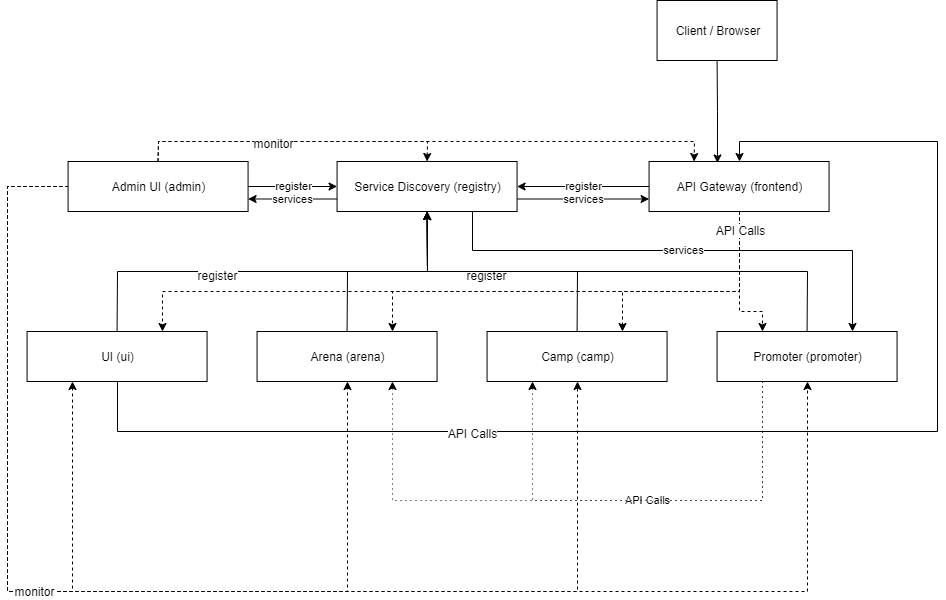 Client / Browser
monitor
Admin UI (admin)
register
services
Service Discovery (registry)
register
services
API Gateway (frontend)
API Calls
services
register
register
UI (ui)
Arena (arena)
Camp (camp)
Promoter (promoter)
API Calls
API Calls
monitor